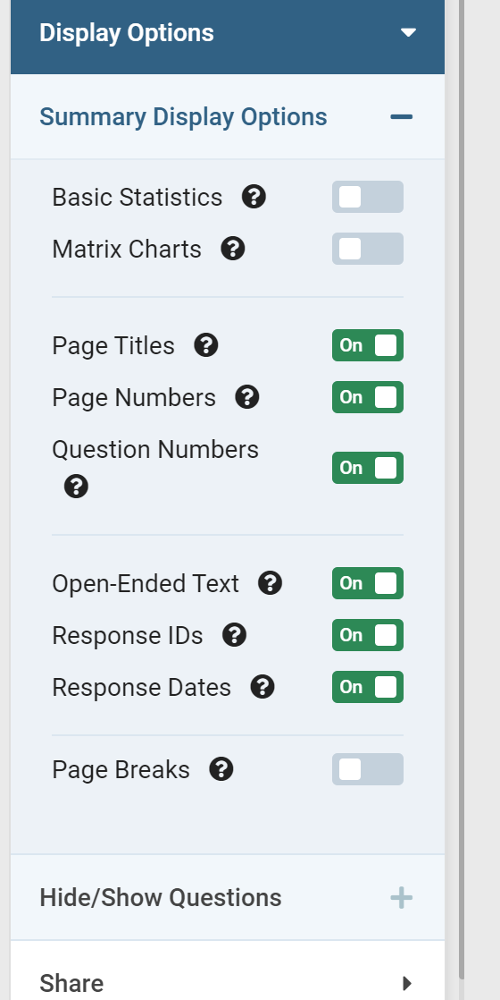 Display Options
Summary Display Options
Basic Statistics ?
Matrix Charts ?
Page Titles ? On
Page Numbers ? On
Question Numbers
? On
Open-Ended Text ? On
Response IDs ? On
Response Dates ? On
Page Breaks ?
Hide/Show Questions
Share